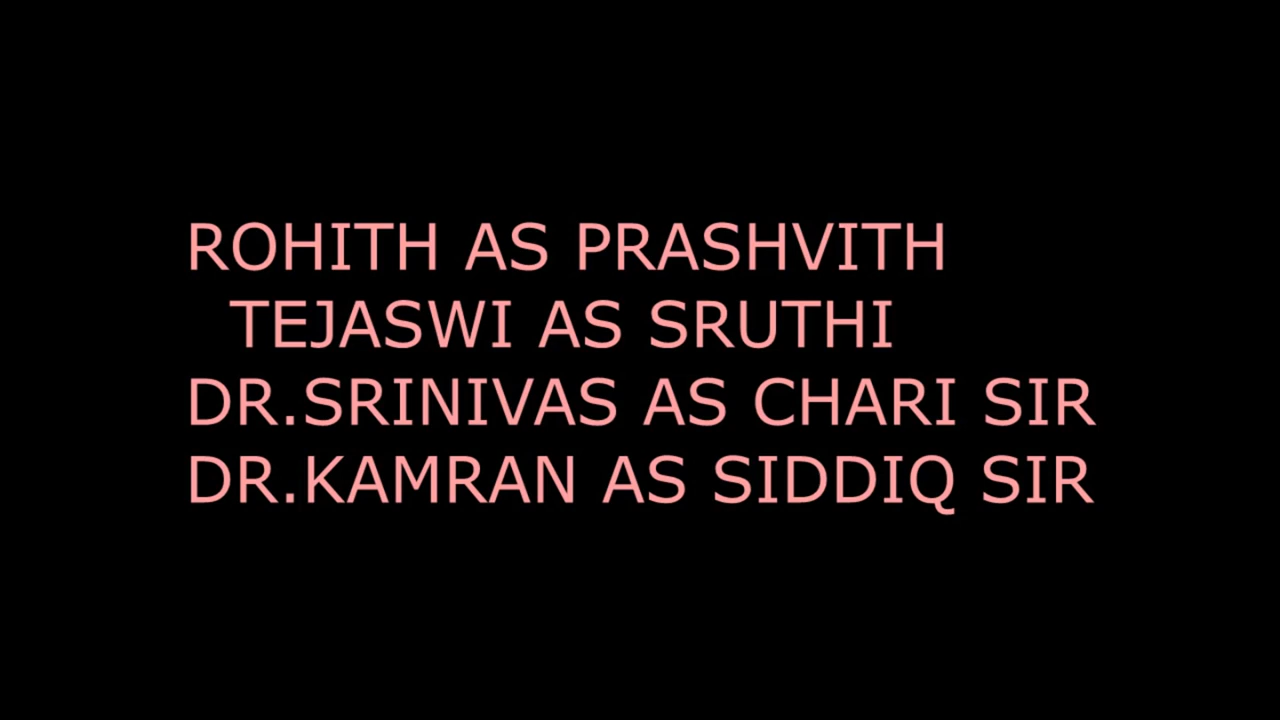 ROHITH AS PRASHVITH
TEJASWI AS SRUTHI
DR.SRINIVAS AS CHARI SIR
DR.KAMRAN AS SIDDIQ SIR